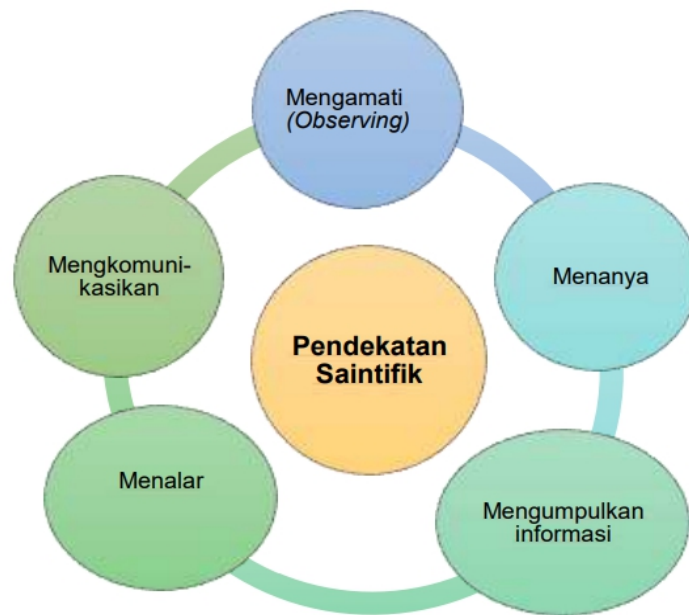 Mengamati
(Observing)
Menanya
Mengumpulkan
informasi
Menalar
Mengkomuni-
kasikan
Pendekatan
Saintifik